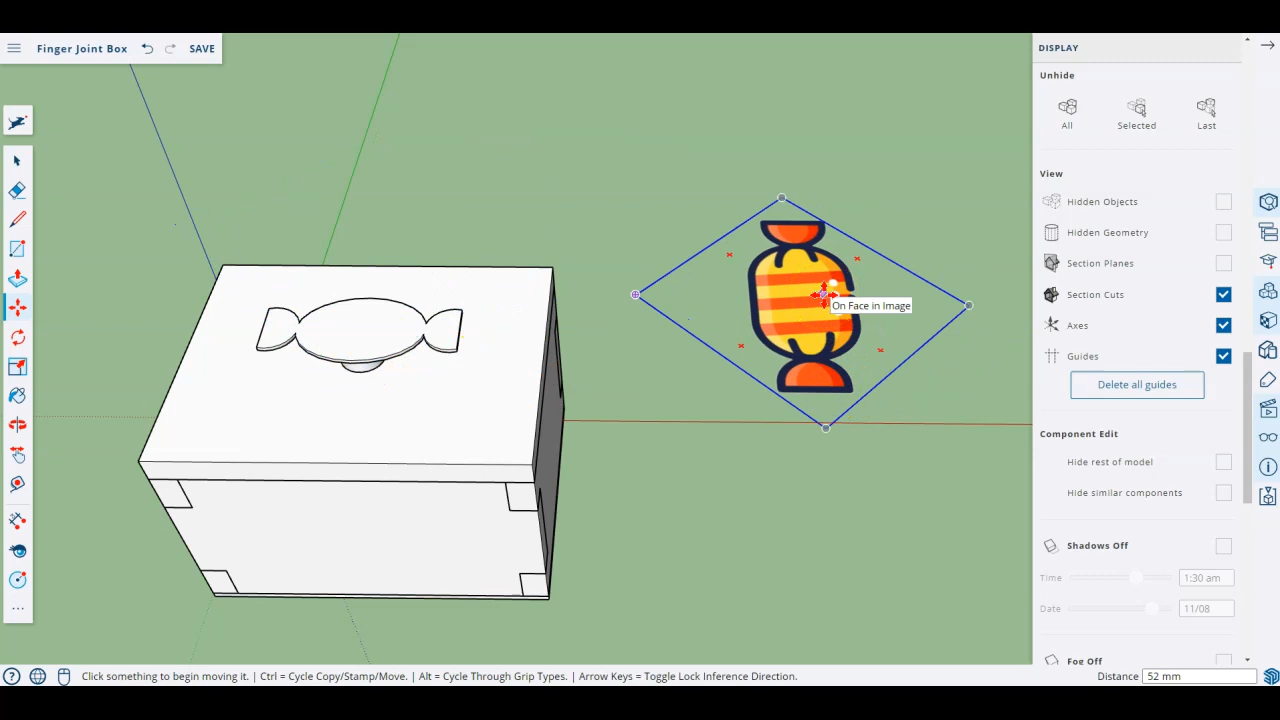 Finger Joint Box SAVE
DISPLAY
Unhide
All Selected Last
View
Hidden Objects
Hidden Geometry
Section Planes
Section Cuts
Axes
Guides
Delete all guides
Component Edit
Hide rest of model
Hide similar components
Shadows Off
Time 1:30 am
Date 11/08
Fog Off
On Face in Image
Click something to begin moving it. | Ctrl = Cycle Copy/Stamp/Move. | Alt = Cycle Through Grip Types. | Arrow Keys = Toggle Lock Inference Direction. Distance 52 mm